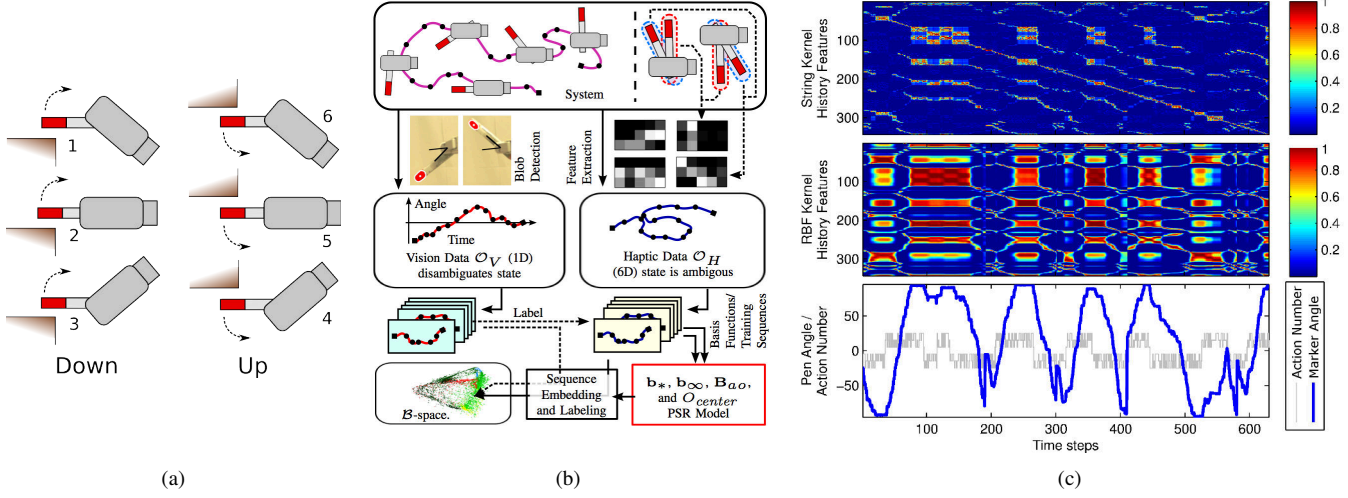 1
2
3
Down
6
5
4
Up
(a)
System
Blob
Detection
Feature
Extraction
Angle
Time
Vision Data 𝒪_V (1D)
disambiguates state
Haptic Data 𝒪_H
(6D) state is ambigous
Label
Basis
Functions/
Training
Sequences
ℬ-space.
Sequence
Embedding
and Labeling
b_*, b_∞, B_ao,
and O_center
PSR Model
(b)
String Kernel
History Features
100
200
300
1
0.8
0.6
0.4
0.2
RBF Kernel
History Features
100
200
300
1
0.8
0.6
0.4
0.2
Pen Angle /
Action Number
50
0
−50
100
200
300
400
500
600
Time steps
Action Number
Marker Angle
(c)